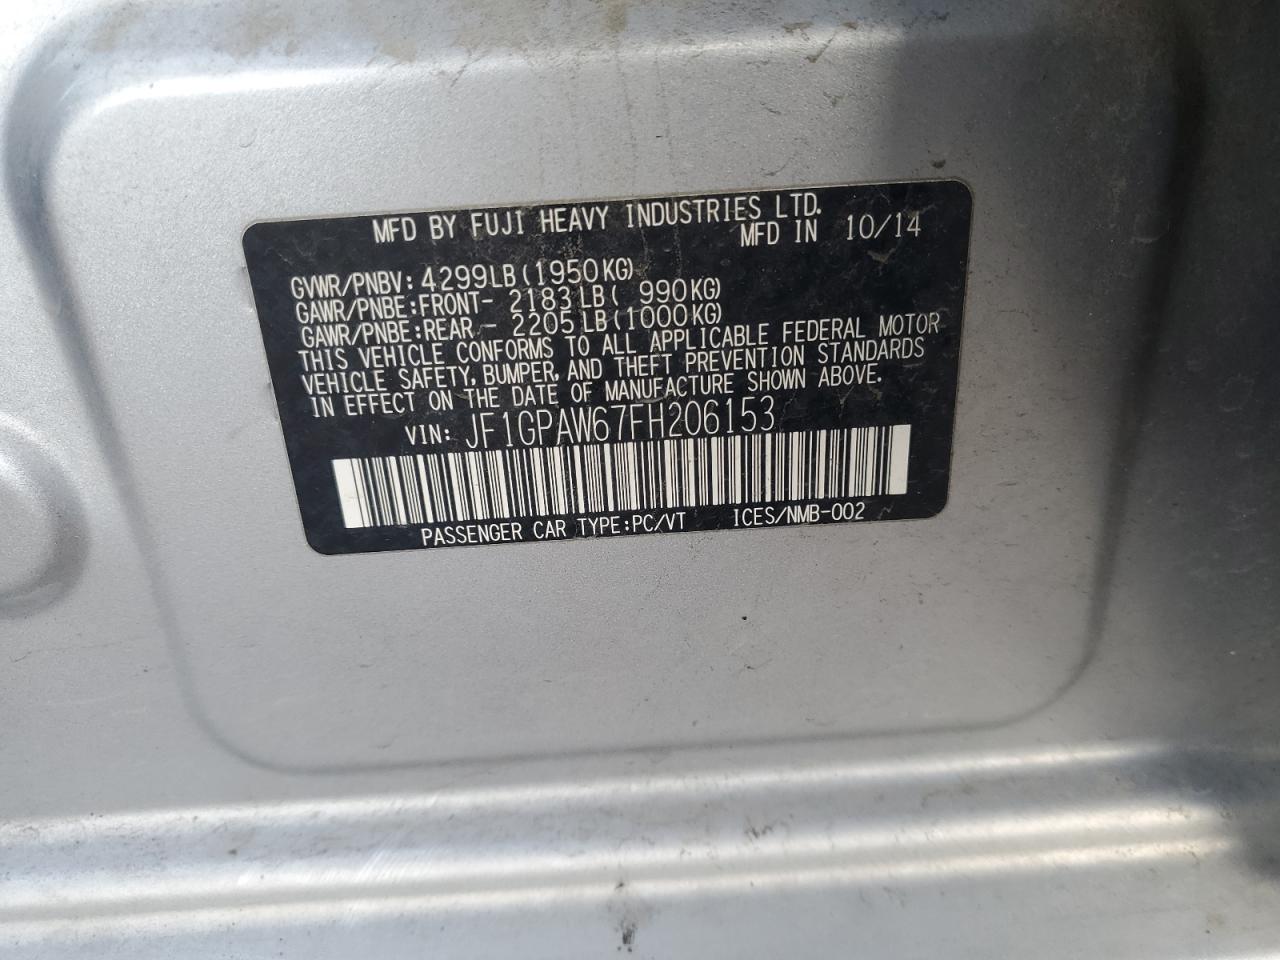 MFD BY FUJI HEAVY INDUSTRIES LTD.
MFD IN 10/14
GVWR/PNBV: 4299LB(1950KG)
GAWR/PNBE:FRONT- 2183LB( 990KG)
GAWR/PNBE:REAR - 2205LB(1000KG)
THIS VEHICLE CONFORMS TO ALL APPLICABLE FEDERAL MOTOR
VEHICLE SAFETY, BUMPER, AND THEFT PREVENTION STANDARDS
IN EFFECT ON THE DATE OF MANUFACTURE SHOWN ABOVE.
VIN: JF1GPAW67FH206153
PASSENGER CAR TYPE:PC/VT ICES/NMB-002